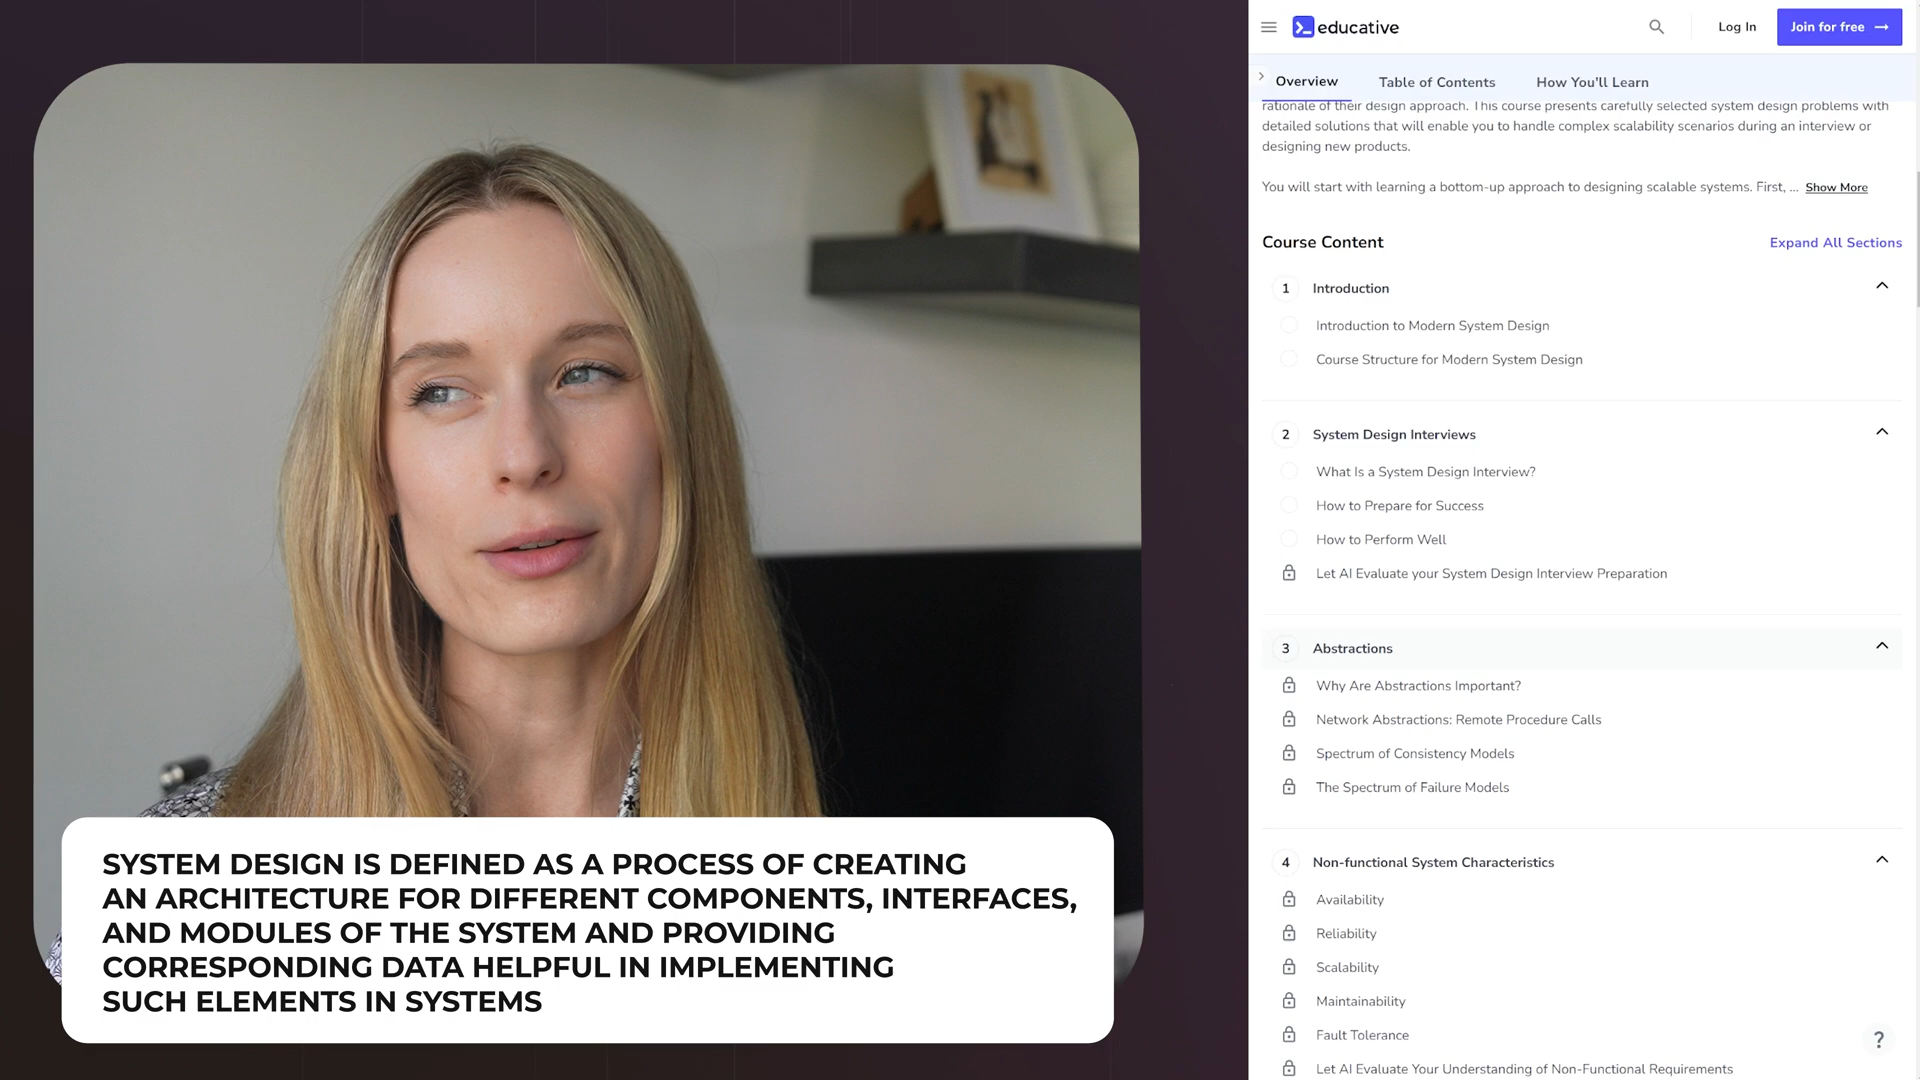 SYSTEM DESIGN IS DEFINED AS A PROCESS OF CREATING
AN ARCHITECTURE FOR DIFFERENT COMPONENTS, INTERFACES,
AND MODULES OF THE SYSTEM AND PROVIDING
CORRESPONDING DATA HELPFUL IN IMPLEMENTING
SUCH ELEMENTS IN SYSTEMS
educative
Log In
Join for free →
Overview
Table of Contents
How You'll Learn
rationale of their design approach. This course presents carefully selected system design problems with
detailed solutions that will enable you to handle complex scalability scenarios during an interview or
designing new products.
You will start with learning a bottom-up approach to designing scalable systems. First, ... Show More
Course Content
Expand All Sections
1 Introduction
Introduction to Modern System Design
Course Structure for Modern System Design
2 System Design Interviews
What Is a System Design Interview?
How to Prepare for Success
How to Perform Well
Let AI Evaluate your System Design Interview Preparation
3 Abstractions
Why Are Abstractions Important?
Network Abstractions: Remote Procedure Calls
Spectrum of Consistency Models
The Spectrum of Failure Models
4 Non-functional System Characteristics
Availability
Reliability
Scalability
Maintainability
Fault Tolerance
Let AI Evaluate Your Understanding of Non-Functional Requirements
?